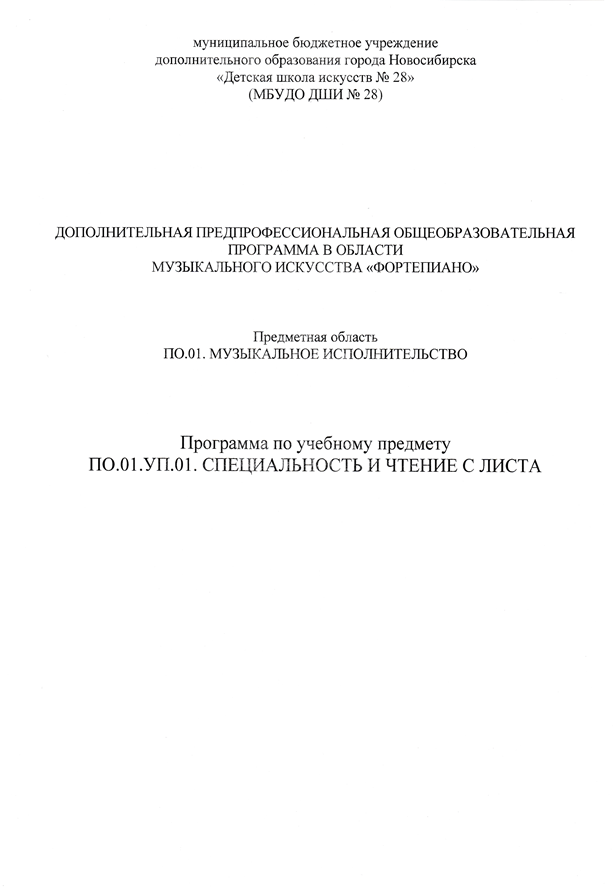 муниципальное бюджетное учреждение
дополнительного образования города Новосибирска
«Детская школа искусств № 28»
(МБУДО ДШИ № 28)
ДОПОЛНИТЕЛЬНАЯ ПРЕДПРОФЕССИОНАЛЬНАЯ ОБЩЕОБРАЗОВАТЕЛЬНАЯ
ПРОГРАММА В ОБЛАСТИ
МУЗЫКАЛЬНОГО ИСКУССТВА «ФОРТЕПИАНО»
Предметная область
ПО.01. МУЗЫКАЛЬНОЕ ИСПОЛНИТЕЛЬСТВО
Программа по учебному предмету
ПО.01.УП.01. СПЕЦИАЛЬНОСТЬ И ЧТЕНИЕ С ЛИСТА